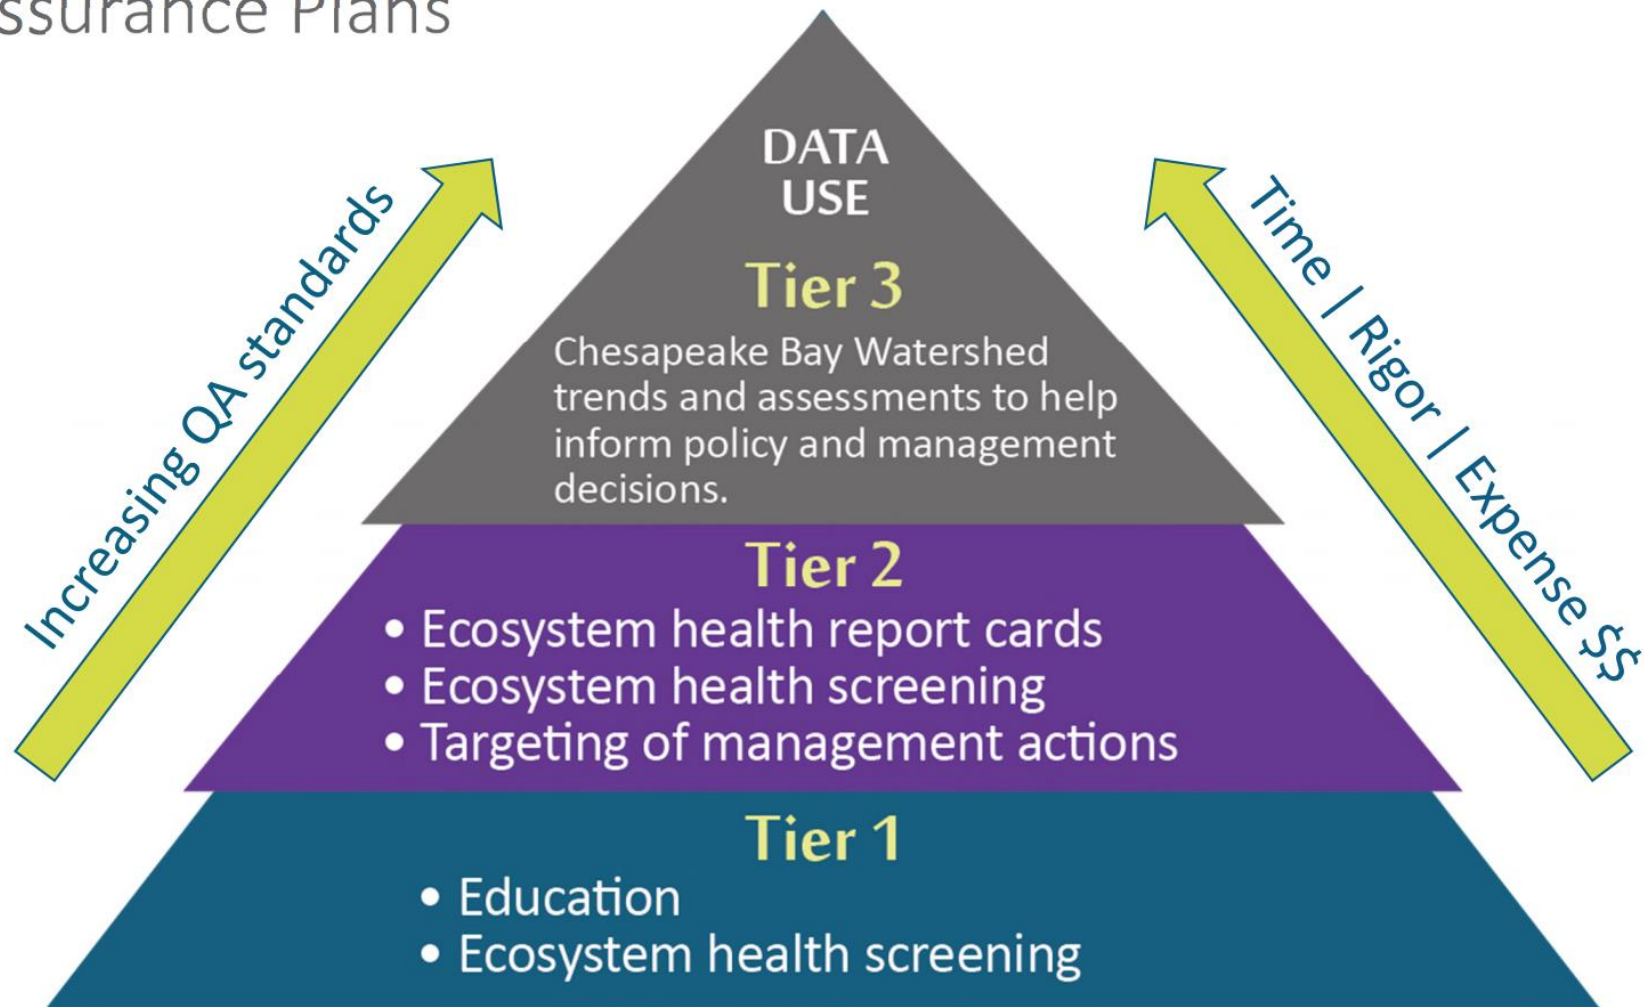 ssurance Plans
DATA
USE
Tier 3
Chesapeake Bay Watershed
trends and assessments to help
inform policy and management
decisions.
Increasing QA standards
Time | Rigor | Expense $$
Tier 2
• Ecosystem health report cards
• Ecosystem health screening
• Targeting of management actions
Tier 1
• Education
• Ecosystem health screening